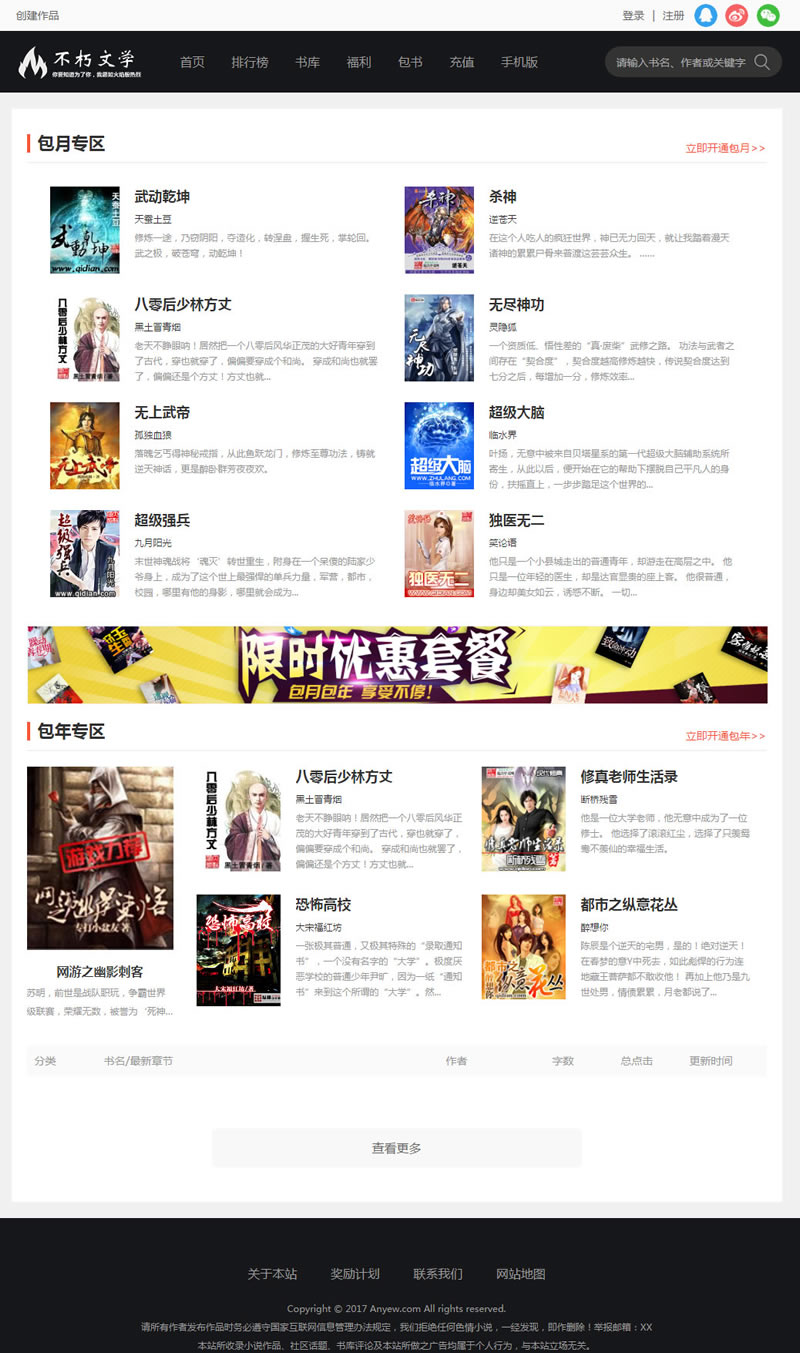 创建作品
登录 | 注册
不朽文学
首页 排行榜 书库 福利 包书 充值 手机版
请输入书名、作者或关键字
包月专区
立即开通包月>>
武动乾坤
天蚕土豆
修炼一途，乃窃阴阳，夺造化，转涅盘，握生死，掌轮回。
武之极，破苍穹，动乾坤！
www.qidian.com
杀神
逆苍天
在这个人吃人的疯狂世界，神已无力回天，就让我踏着漫天
诸神的累累尸骨来普渡这芸芸众生。 ……
八零后少林方丈
黑土冒青烟
老天不睁眼呐！居然把一个八零后风华正茂的大好青年穿到
了古代，穿也就穿了，偏偏要穿成个和尚。 穿成和尚也就罢
了，偏偏还是个方丈！方丈也就...
无尽神功
灵隐狐
一个资质低、悟性差的“真·废柴”武修之路。 功法与武者之
间存在“契合度”，契合度越高修炼越快，传说契合度达到
七分之后，每增加一分，修炼效率...
无上武帝
孤独血狼
落魄乞丐得神秘戒指，从此鱼跃龙门，修炼至尊功法，铸就
逆天神话，更是醉卧群芳夜夜欢。
超级大脑
临水界
叶扬，无意中被来自贝塔星系的第一代超级大脑辅助系统所
寄生，从此以后，便开始在它的帮助下摆脱自己平凡人的身
份，扶摇直上，一步步踏足这个世界的...
超级强兵
九月阳光
末世神魂战将‘魂灭’转世重生，附身在一个呆傻的陆家少
爷身上，成为了这个世上最强悍的单兵力量，军营，都市，
校园，哪里有他的身影，哪里就会成为...
独医无二
笑论语
他只是一个小县城走出的普通青年，却游走在高层之中。 他
只是一位年轻的医生，却是达官显贵的座上客。 他很普通，
身边却美女如云，诱惑不断。 一切...
限时优惠套餐
包月包年 享受不停！
包年专区
立即开通包年>>
游戏力荐
网游之幽影刺客
苏明，前世是战队职玩，争霸世界
级联赛，荣耀无数，被誉为‘死神...
八零后少林方丈
黑土冒青烟
老天不睁眼呐！居然把一个八零后风华正
茂的大好青年穿到了古代，穿也就穿了，
偏偏要穿成个和尚。 穿成和尚也就罢了，
偏偏还是个方丈！方丈也就...
修真老师生活录
断桥残雪
他是一位大学老师，他无意中成为了一位
修士。 他选择了滚滚红尘，选择了只羡鸳
鸯不羡仙的幸福生活。
恐怖高校
大宋福红坊
一张极其普通，又极其特殊的“录取通知
书”，一个没有名字的“大学”。极度厌
恶学校的普通少年尹旷，因为一纸“通知
书”来到这个所谓的“大学”。然...
都市之纵意花丛
醉想你
陈辰是个逆天的宅男，是的！绝对逆天！
在春梦的意Y中死去，如此彪悍的行为连
地藏王菩萨都不敢收他！ 再加上他乃是九
世处男，情债累累，月老都说了...
分类 书名/最新章节 作者 字数 总点击 更新时间
查看更多
关于本站 奖励计划 联系我们 网站地图
Copyright © 2017 Anyew.com All rights reserved.
请所有作者发布作品时务必遵守国家互联网信息管理办法规定，我们拒绝任何色情小说，一经发现，即作删除！举报邮箱：XX
本站所收录小说作品、社区话题、书库评论及本站所做之广告均属于个人行为，与本站立场无关。